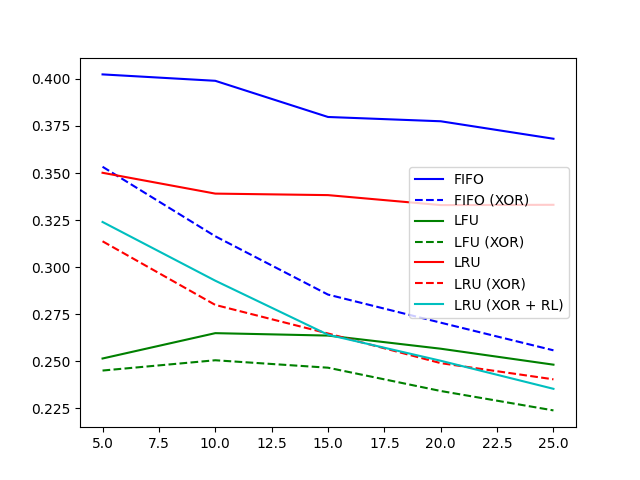 0.400
0.375
0.350
0.325
0.300
0.275
0.250
0.225
FIFO
FIFO (XOR)
LFU
LFU (XOR)
LRU
LRU (XOR)
LRU (XOR + RL)
5.0 7.5 10.0 12.5 15.0 17.5 20.0 22.5 25.0